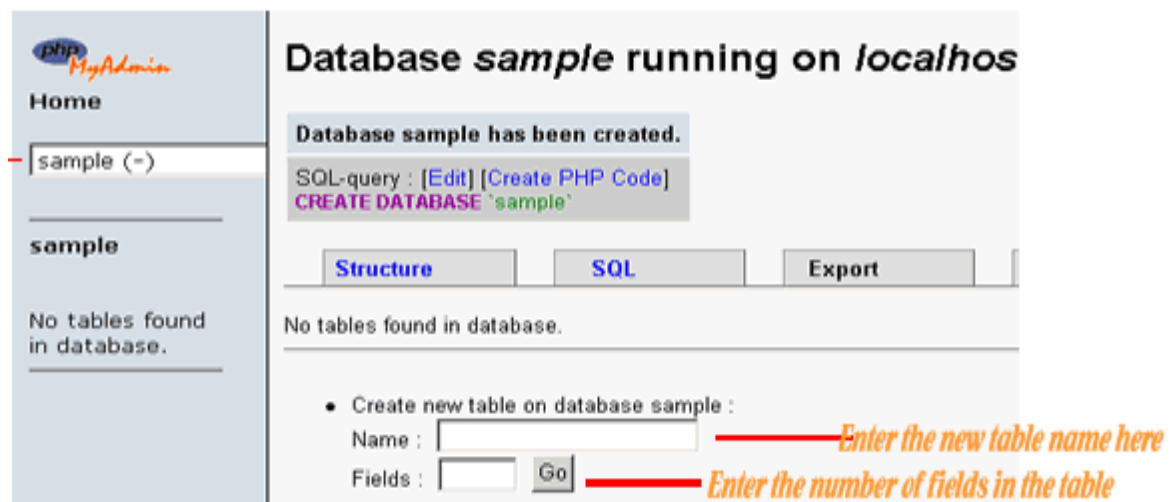 php
MyAdmin
Home
sample (-)
sample
No tables found
in database.
Database sample running on localhos
Database sample has been created.
SQL-query : [Edit] [Create PHP Code]
CREATE DATABASE `sample`
Structure
SQL
Export
No tables found in database.
• Create new table on database sample :
Name :
Enter the new table name here
Fields :
Go
Enter the number of fields in the table